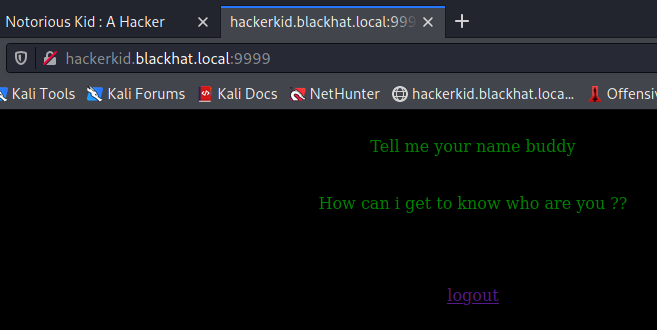 Notorious Kid : A Hacker
hackerkid.blackhat.local:999
hackerkid.blackhat.local:9999
Kali Tools
Kali Forums
Kali Docs
NetHunter
hackerkid.blackhat.loca...
Offensi
Tell me your name buddy
How can i get to know who are you ??
logout